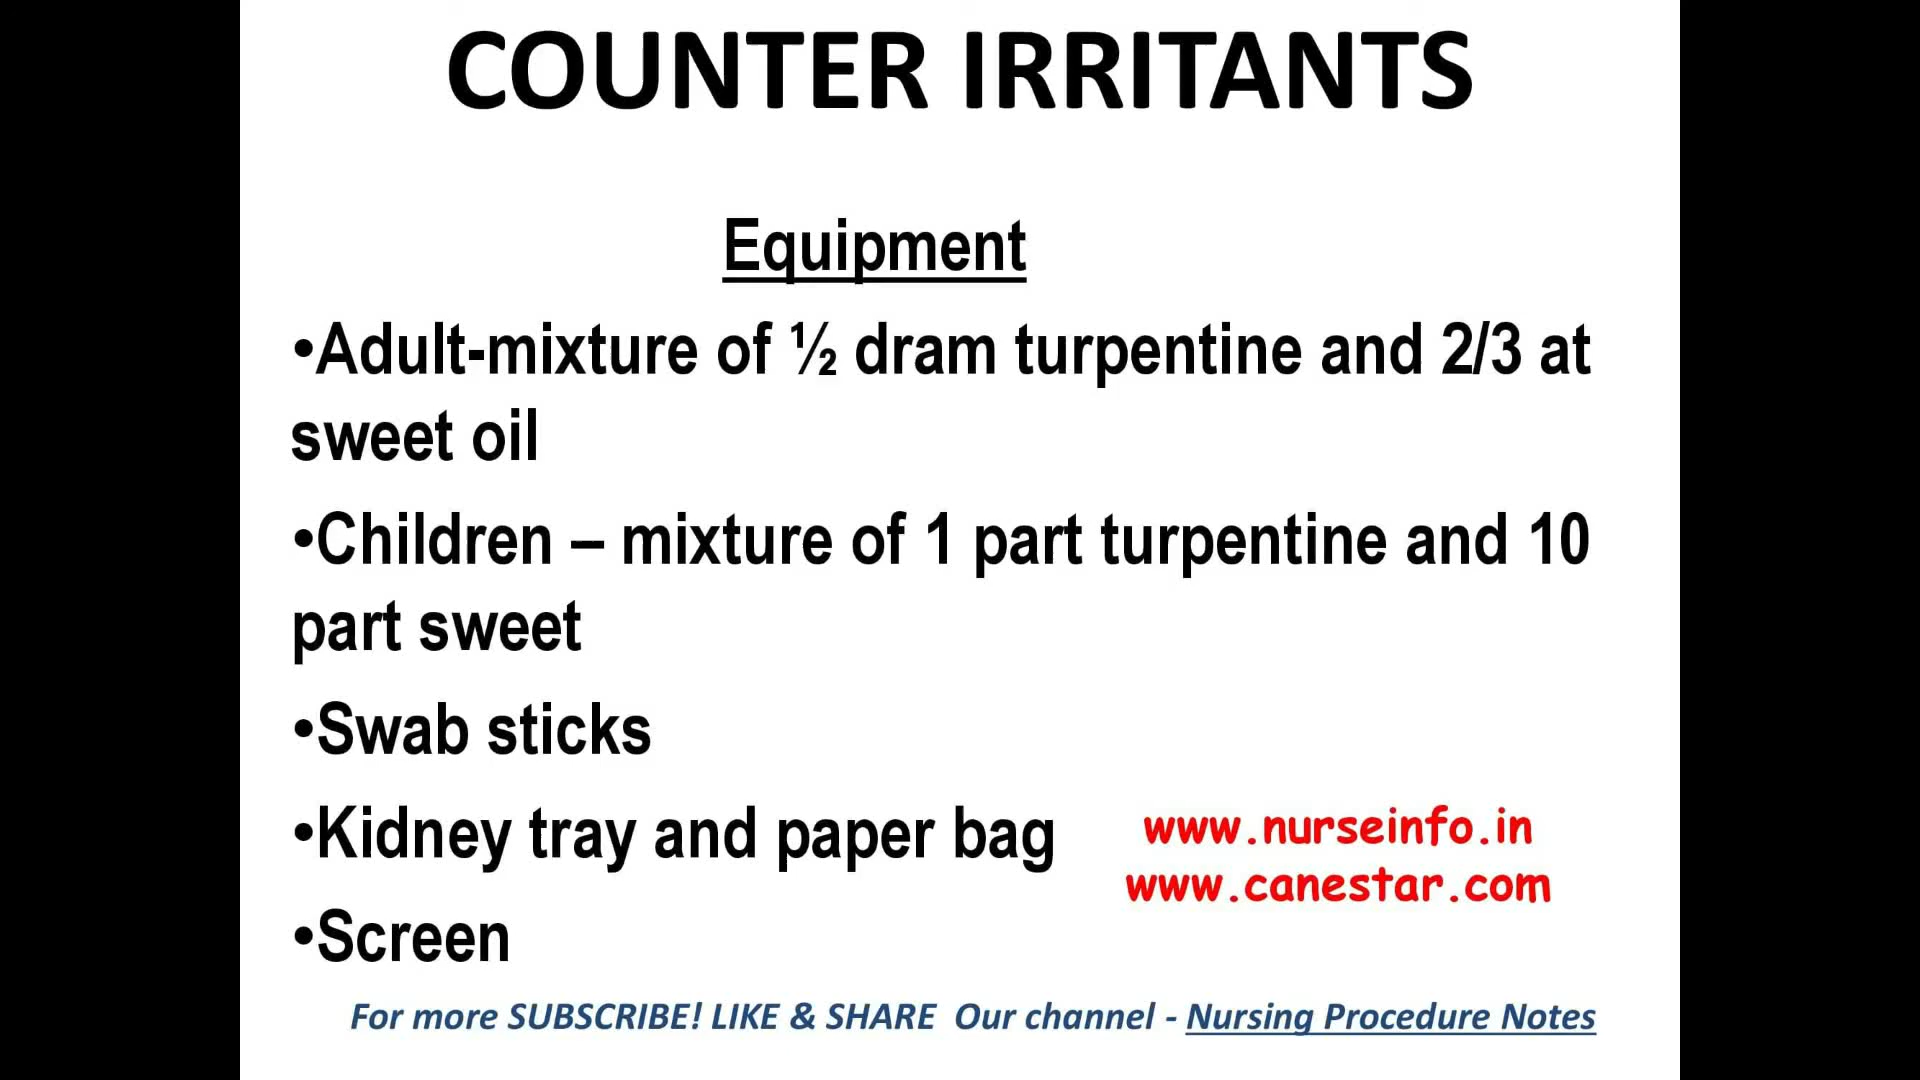 COUNTER IRRITANTS
Equipment
•Adult-mixture of ½ dram turpentine and 2/3 at
sweet oil
•Children – mixture of 1 part turpentine and 10
part sweet
•Swab sticks
•Kidney tray and paper bag
www.nurseinfo.in
www.canestar.com
•Screen
For more SUBSCRIBE! LIKE & SHARE Our channel - Nursing Procedure Notes